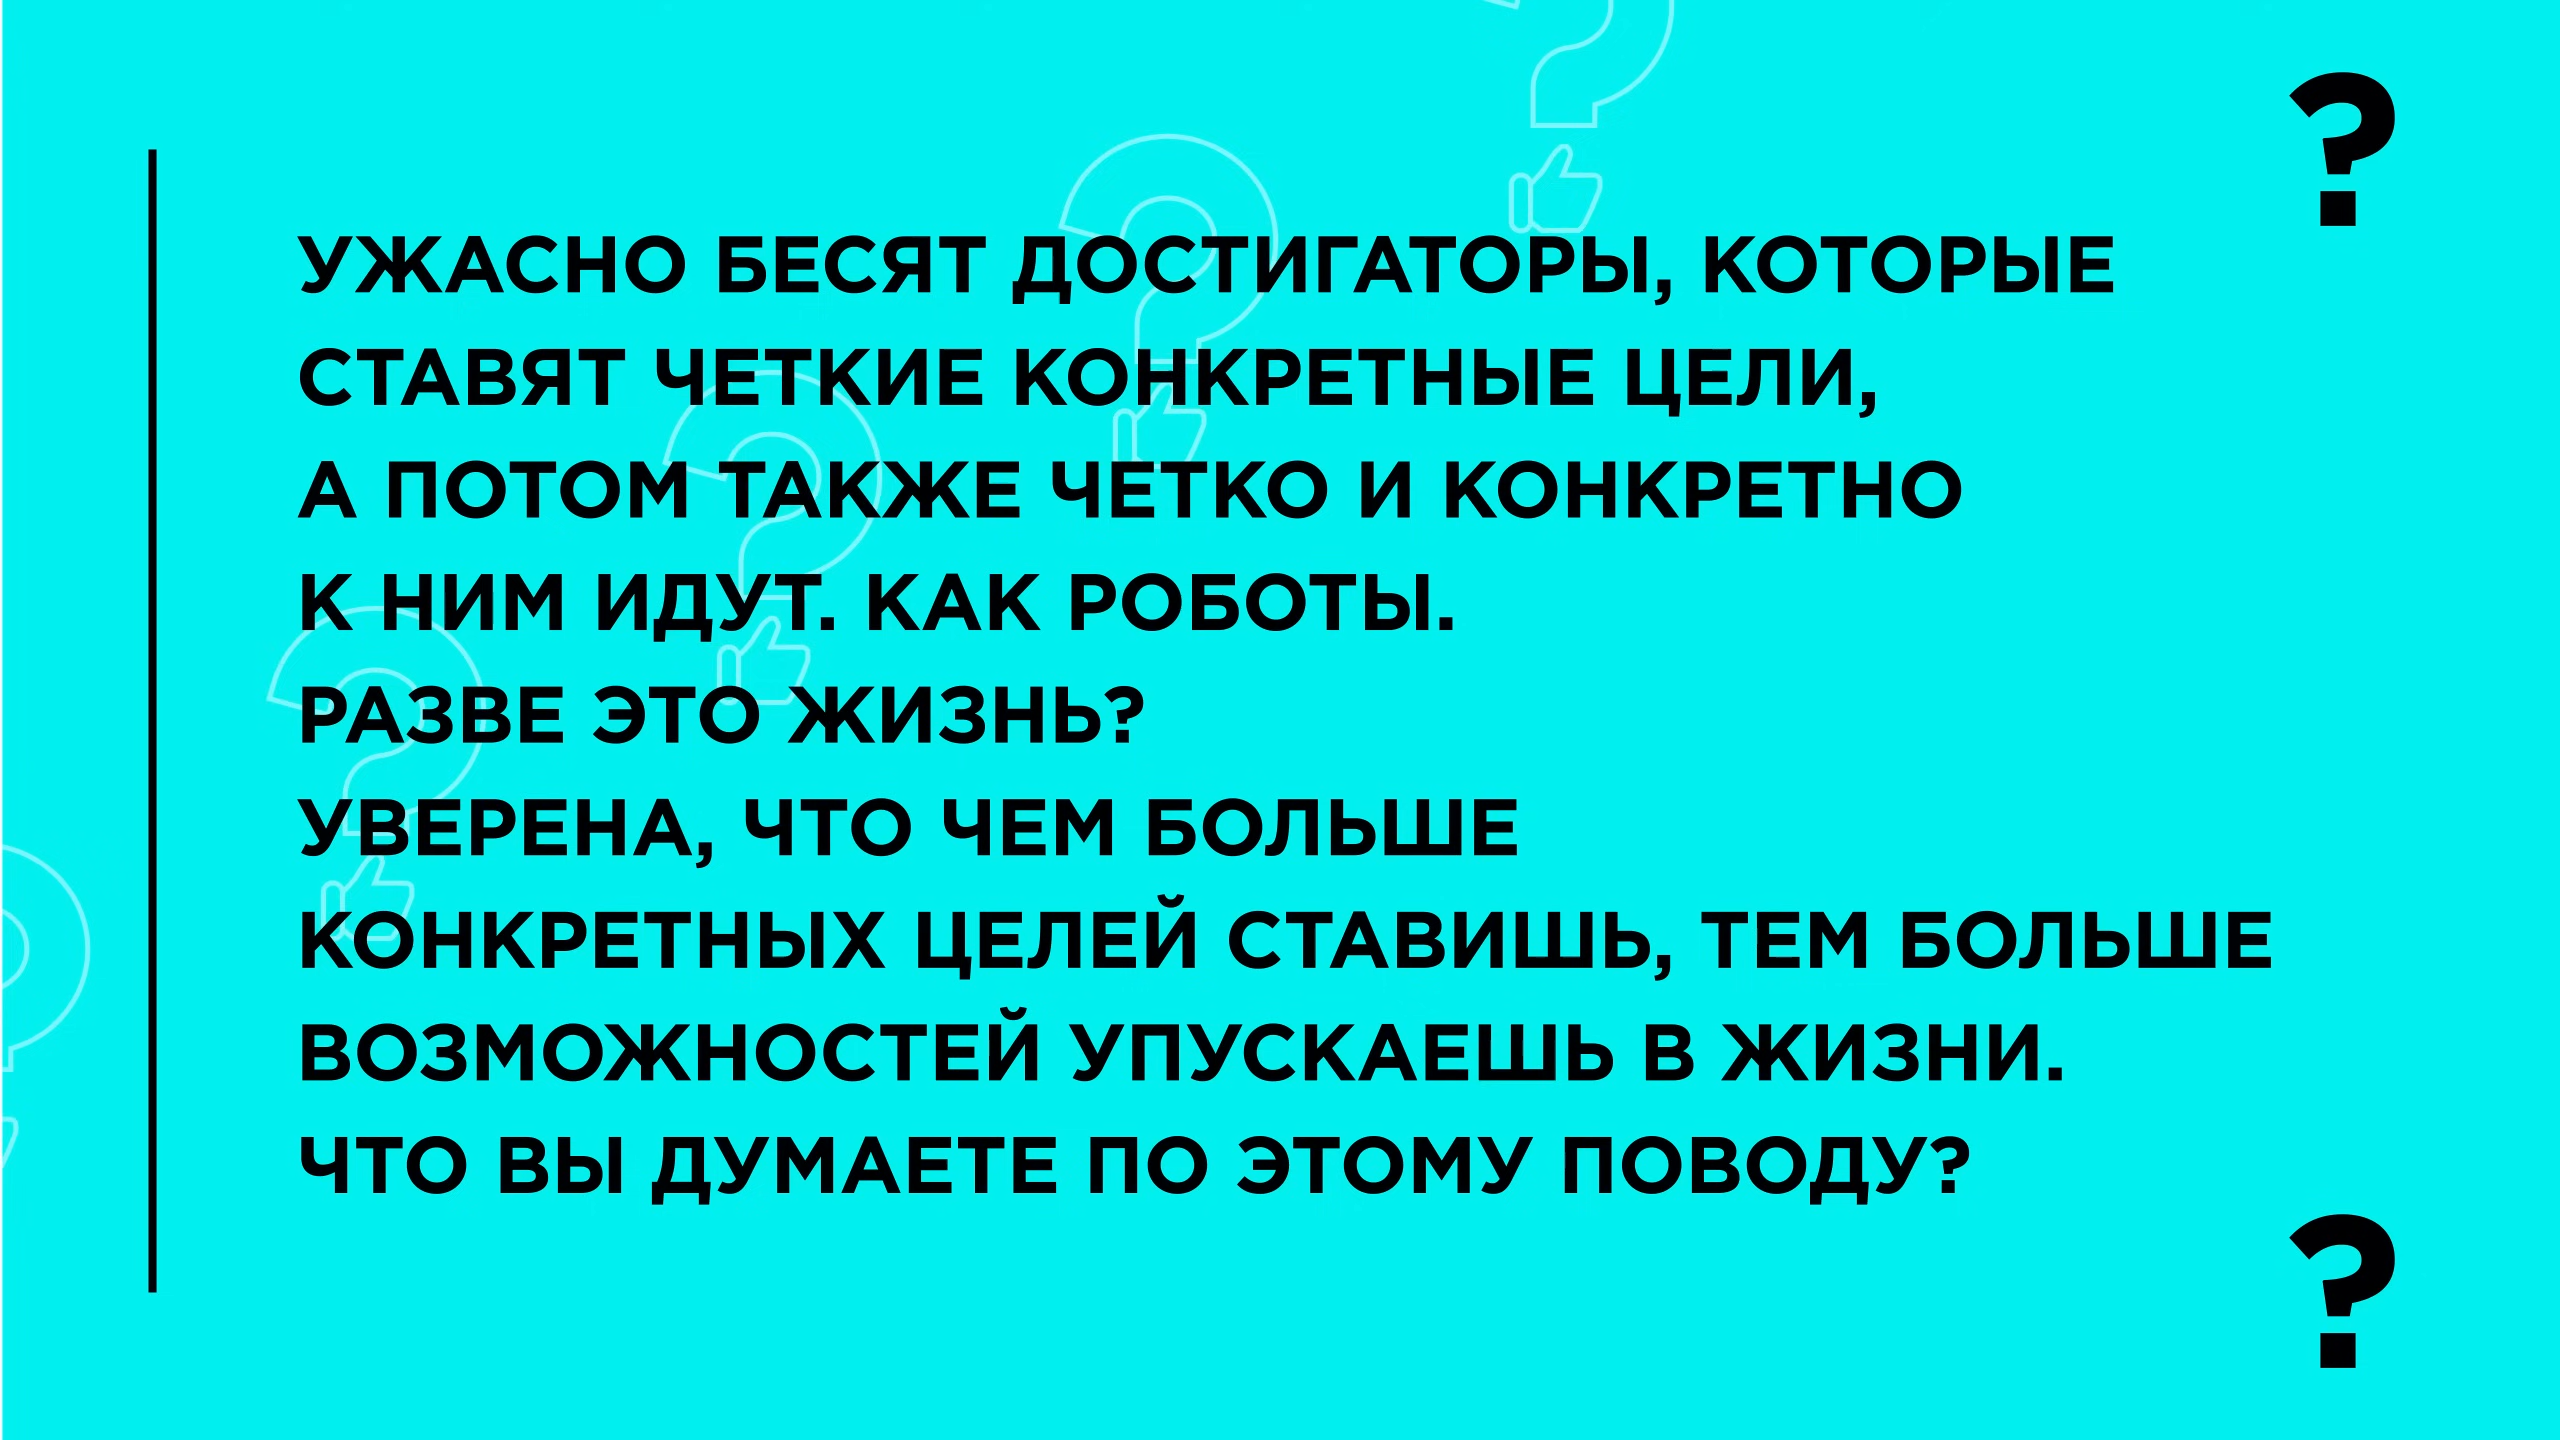 ?
УЖАСНО БЕСЯТ ДОСТИГАТОРЫ, КОТОРЫЕ
СТАВЯТ ЧЕТКИЕ КОНКРЕТНЫЕ ЦЕЛИ,
А ПОТОМ ТАКЖЕ ЧЕТКО И КОНКРЕТНО
К НИМ ИДУТ. КАК РОБОТЫ.
РАЗВЕ ЭТО ЖИЗНЬ?
УВЕРЕНА, ЧТО ЧЕМ БОЛЬШЕ
КОНКРЕТНЫХ ЦЕЛЕЙ СТАВИШЬ, ТЕМ БОЛЬШЕ
ВОЗМОЖНОСТЕЙ УПУСКАЕШЬ В ЖИЗНИ.
ЧТО ВЫ ДУМАЕТЕ ПО ЭТОМУ ПОВОДУ?
?